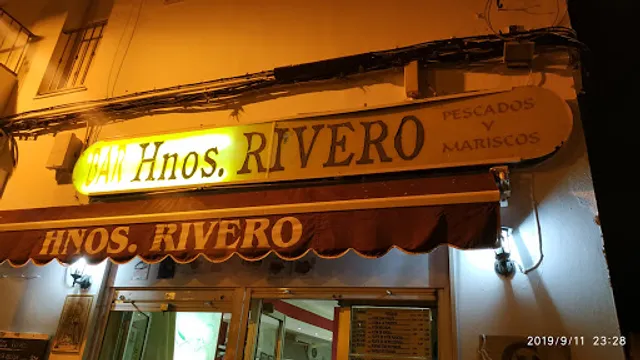 BAR Hnos. RIVERO
PESCADOS
Y
MARISCOS
HNOS. RIVERO
2019/9/11 23:28